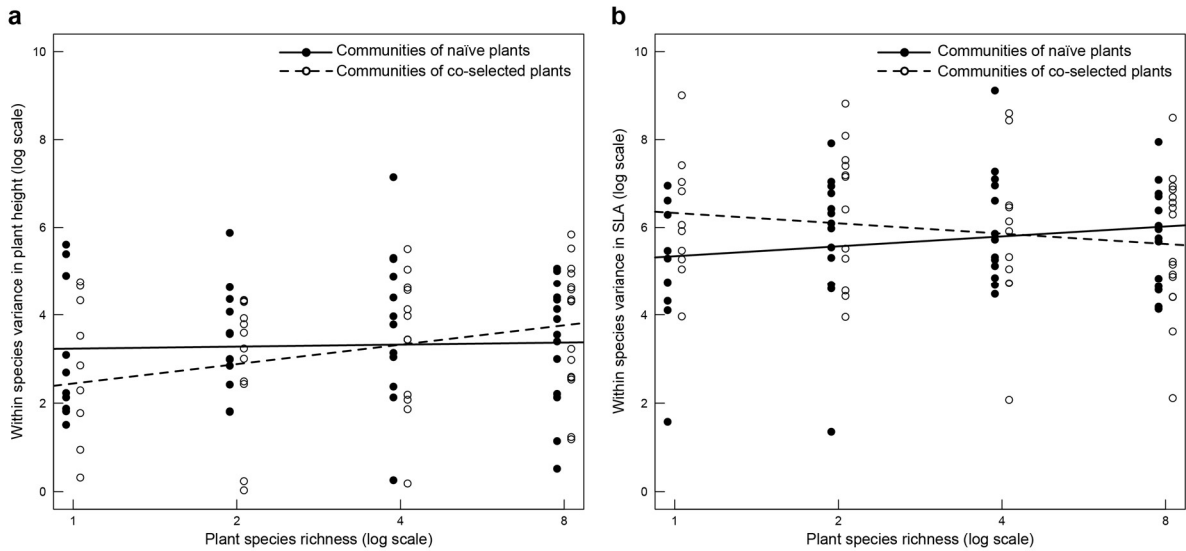 a
Within species variance in plant height (log scale)
10
8
6
4
2
0
Communities of naïve plants
Communities of co-selected plants
1
2
4
8
Plant species richness (log scale)
b
Within species variance in SLA (log scale)
10
8
6
4
2
0
Communities of naïve plants
Communities of co-selected plants
1
2
4
8
Plant species richness (log scale)